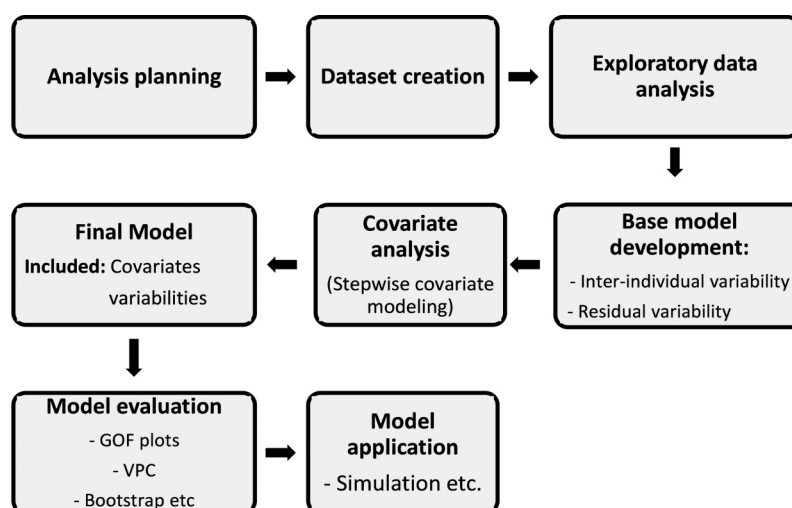 Analysis planning
Dataset creation
Exploratory data
analysis
Base model
development:
- Inter-individual variability
- Residual variability
Covariate
analysis
(Stepwise covariate
modeling)
Final Model
Included: Covariates
variabilities
Model evaluation
- GOF plots
- VPC
- Bootstrap etc
Model
application
- Simulation etc.